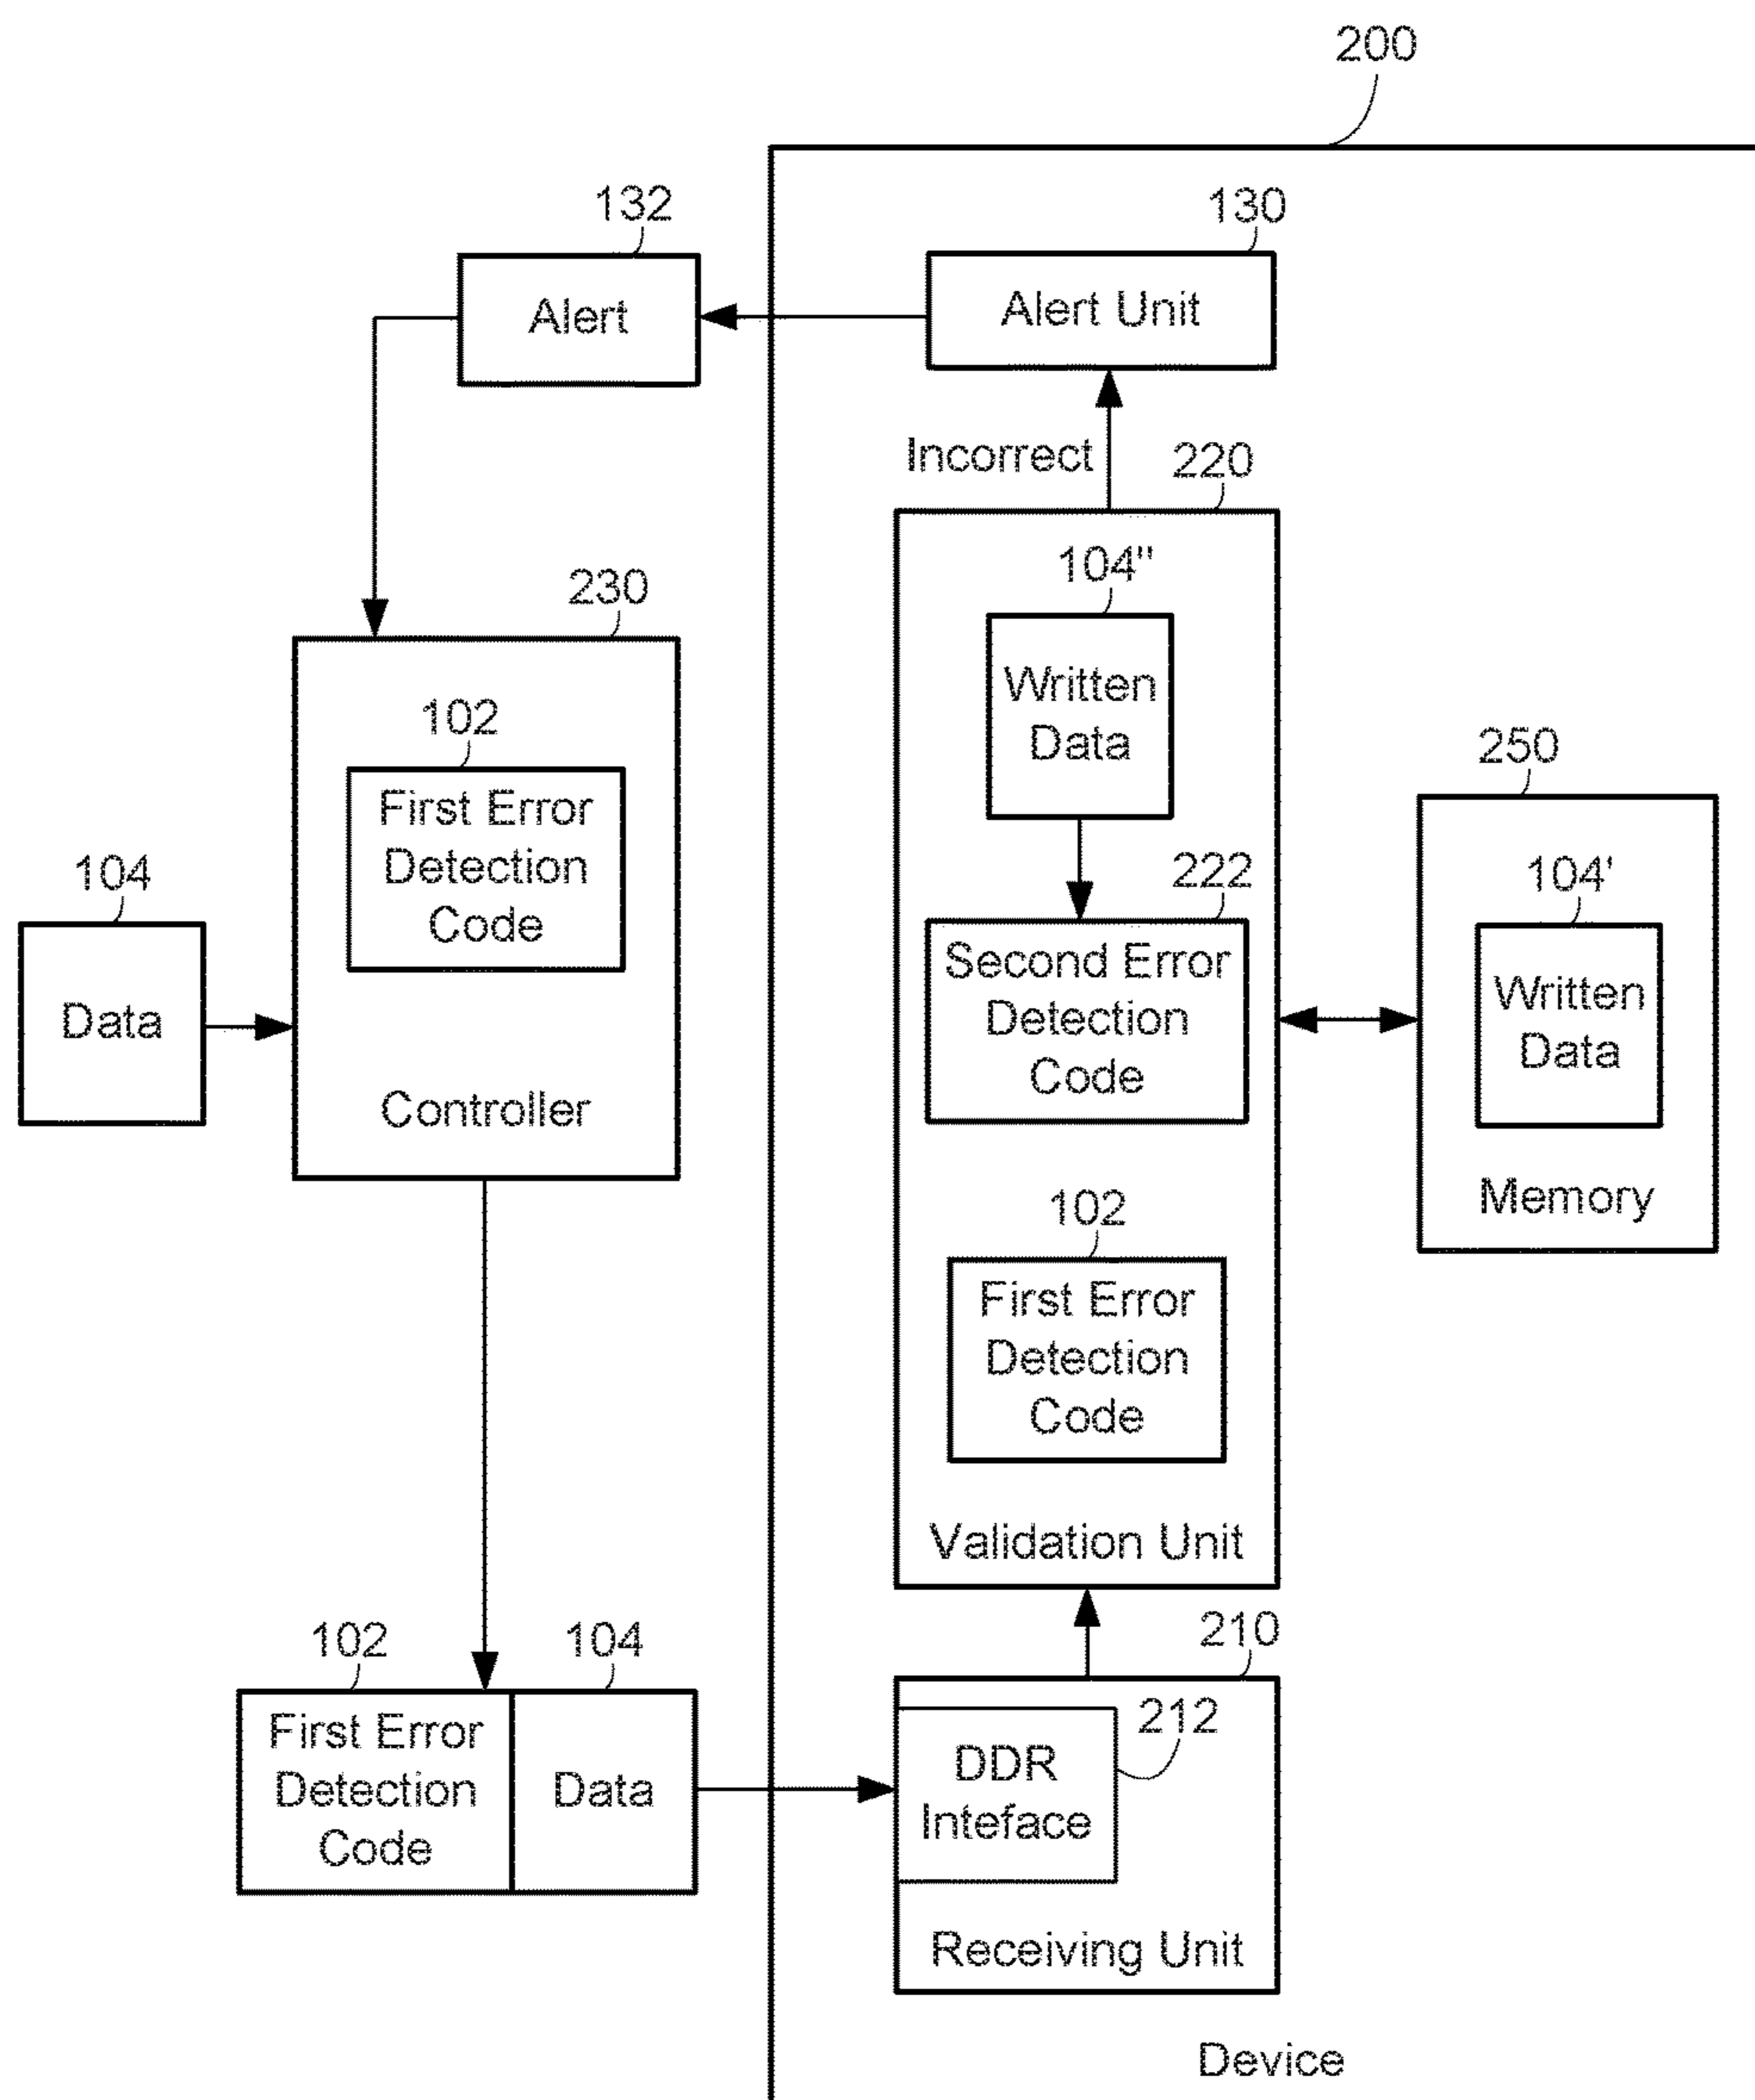 200
132
130
Alert
Alert Unit
Incorrect
220
104"
230
Written
Data
102
250
First Error
Detection
Code
104
222
104'
Data
Second Error
Detection
Code
Written
Data
Controller
Memory
102
First Error
Detection
Code
Validation Unit
102
104
210
First Error
Detection
Code
Data
212
DDR
Inteface
Receiving Unit
Device